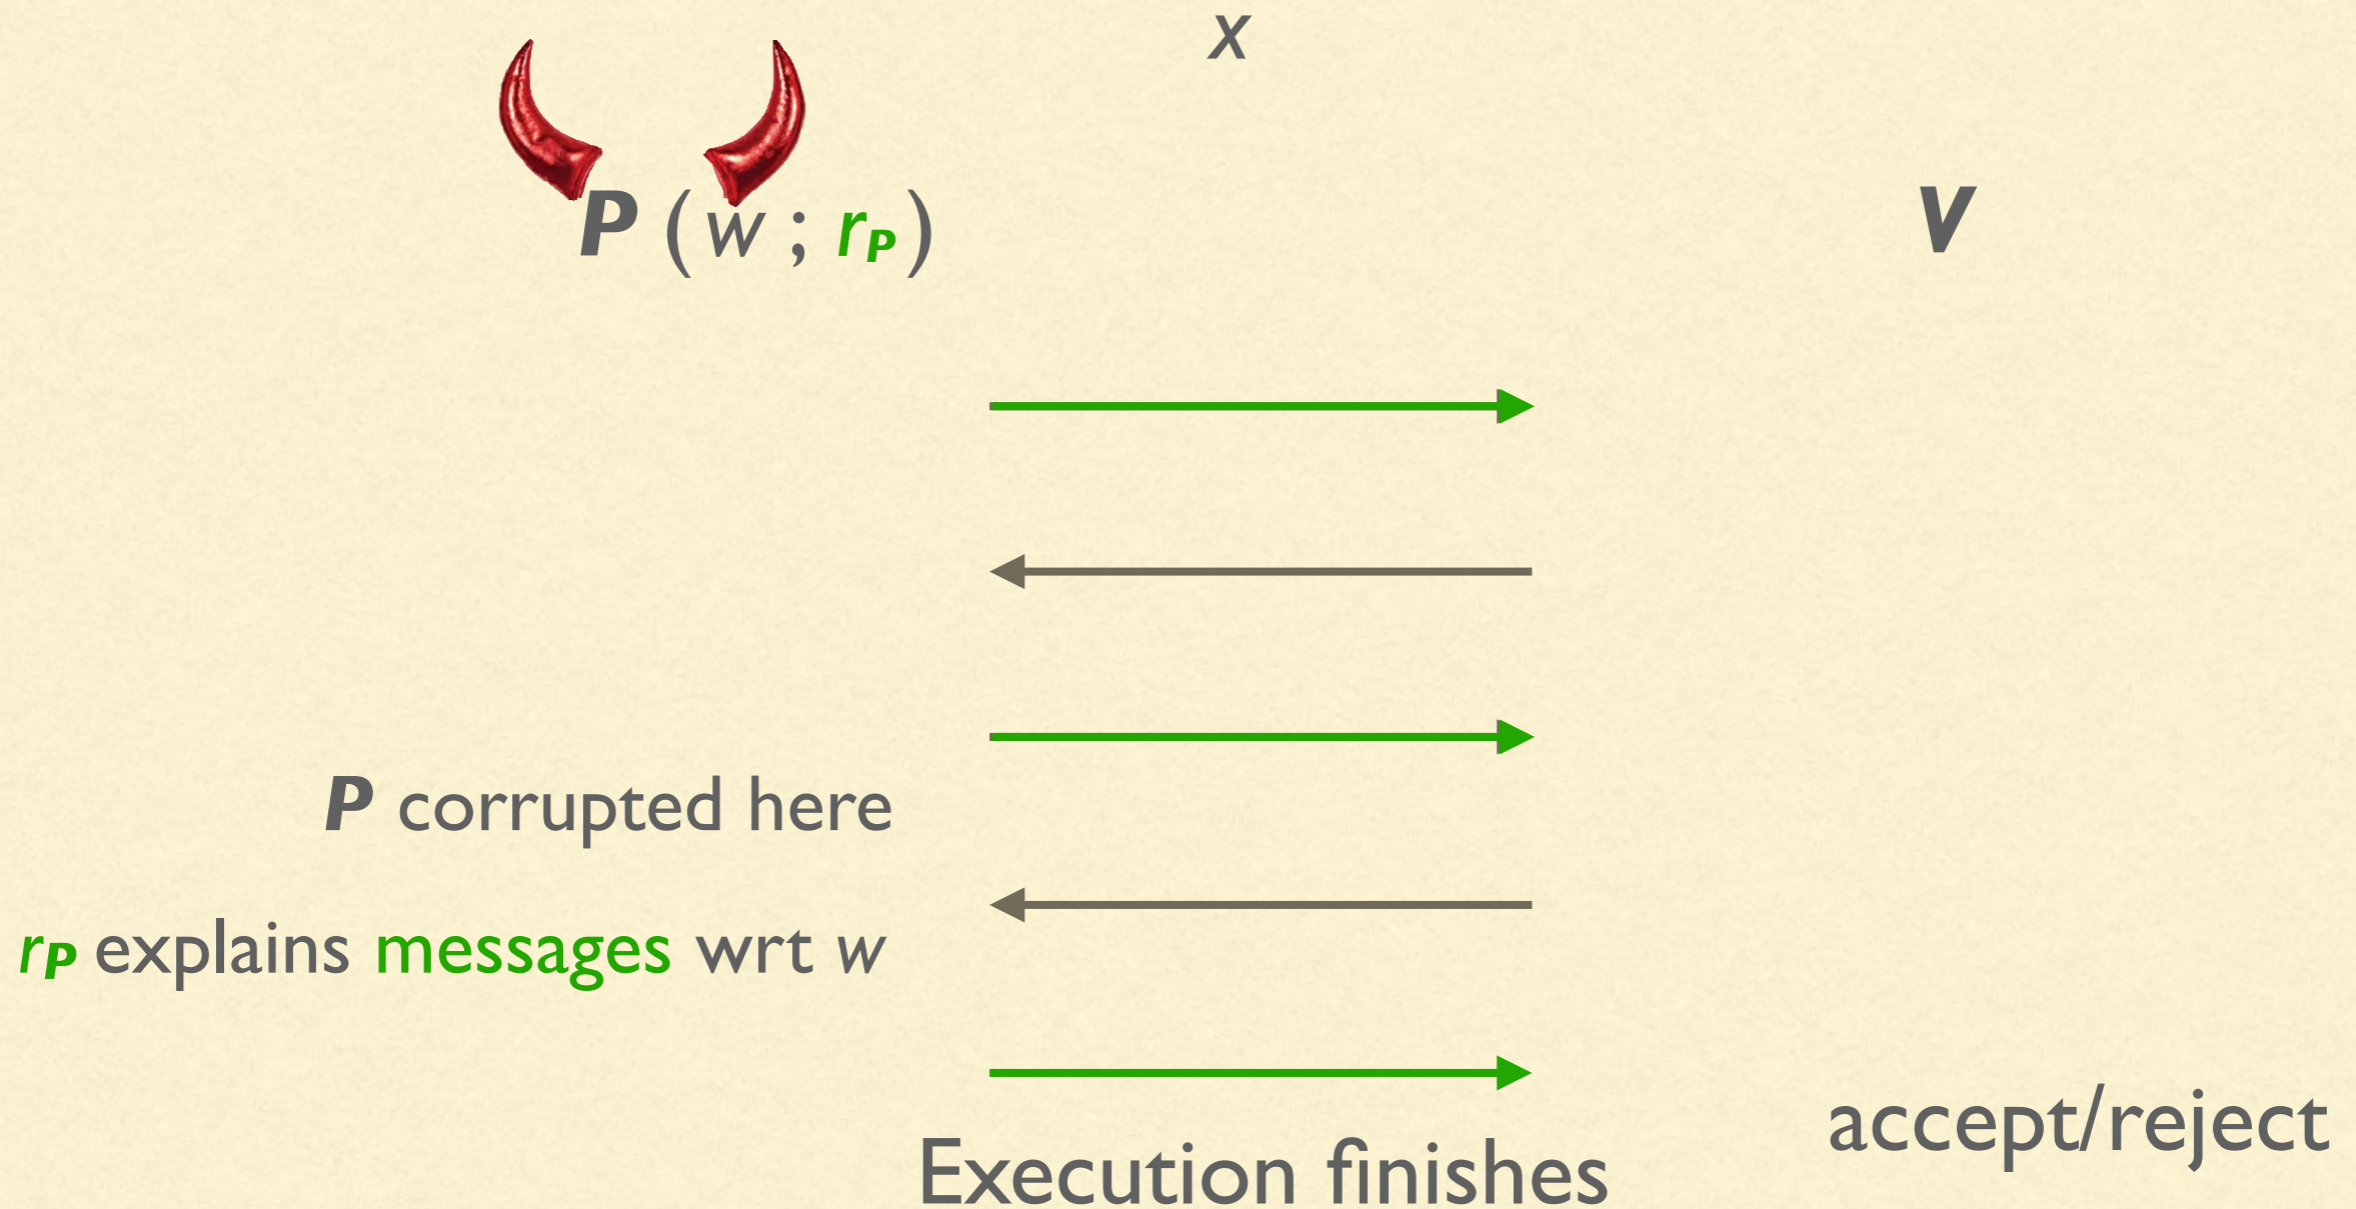 x
P (w ; rP)
V
P corrupted here
rP explains messages wrt w
accept/reject
Execution finishes